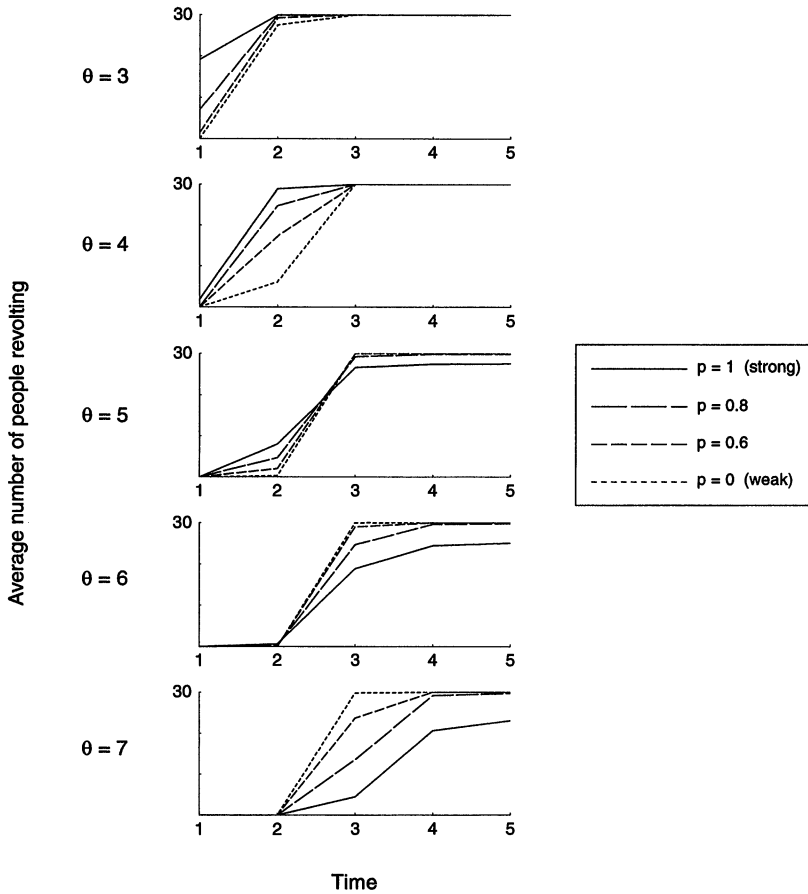 Average number of people revolting
θ = 3
30
1 2 3 4 5
θ = 4
30
1 2 3 4 5
θ = 5
30
1 2 3 4 5
θ = 6
30
1 2 3 4 5
θ = 7
30
1 2 3 4 5
Time
p = 1 (strong)
p = 0.8
p = 0.6
p = 0 (weak)